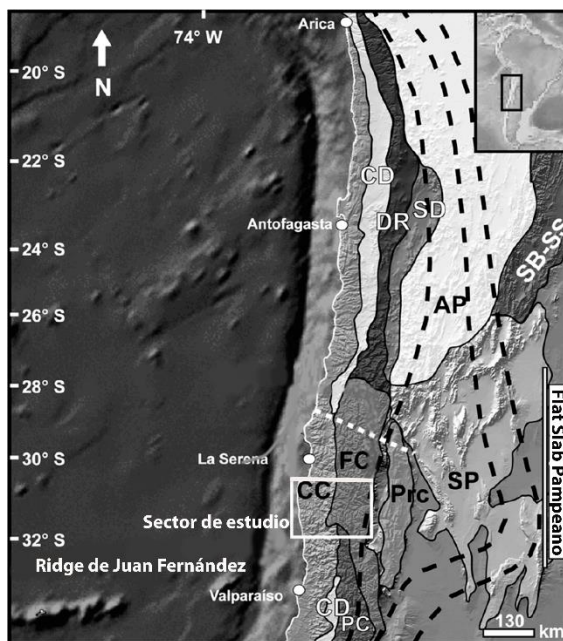 74° W
Arica
20° S
N
22° S
CD
SD
DR
Antofagasta
24° S
SB-SS
AP
26° S
28° S
Flat Slab Pampeano
La Serena
30° S
FC
CC
Prc
SP
Sector de estudio
32° S
Ridge de Juan Fernández
Valparaíso
CD
PC
130
km